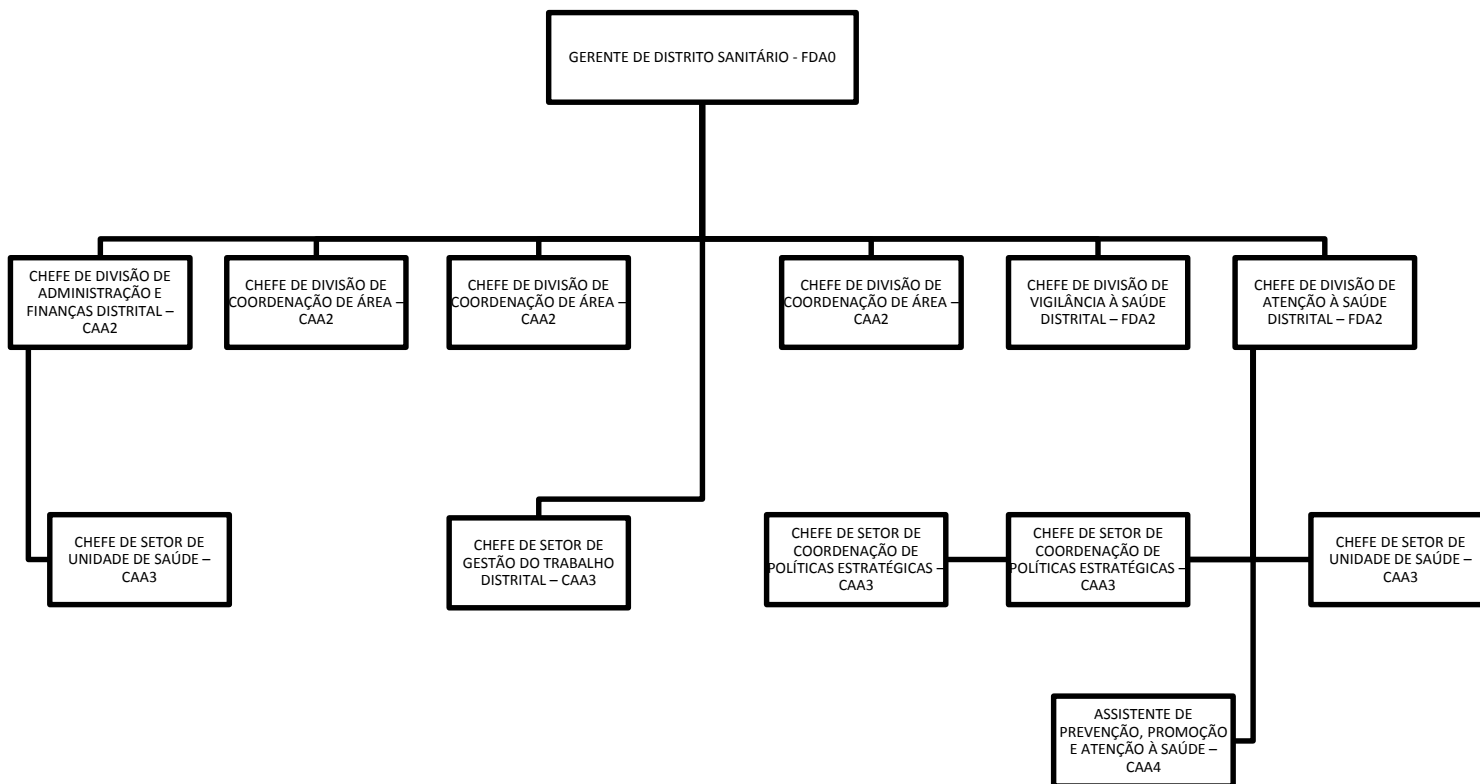 GERENTE DE DISTRITO SANITÁRIO - FDA0
CHEFE DE DIVISÃO DE
ADMINISTRAÇÃO E
FINANÇAS DISTRITAL –
CAA2
CHEFE DE DIVISÃO DE
COORDENAÇÃO DE ÁREA –
CAA2
CHEFE DE DIVISÃO DE
COORDENAÇÃO DE ÁREA –
CAA2
CHEFE DE DIVISÃO DE
COORDENAÇÃO DE ÁREA –
CAA2
CHEFE DE DIVISÃO DE
VIGILÂNCIA À SAÚDE
DISTRITAL – FDA2
CHEFE DE DIVISÃO DE
ATENÇÃO À SAÚDE
DISTRITAL – FDA2
CHEFE DE SETOR DE
UNIDADE DE SAÚDE –
CAA3
CHEFE DE SETOR DE
GESTÃO DO TRABALHO
DISTRITAL – CAA3
CHEFE DE SETOR DE
COORDENAÇÃO DE
POLÍTICAS ESTRATÉGICAS –
CAA3
CHEFE DE SETOR DE
COORDENAÇÃO DE
POLÍTICAS ESTRATÉGICAS –
CAA3
CHEFE DE SETOR DE
UNIDADE DE SAÚDE –
CAA3
ASSISTENTE DE
PREVENÇÃO, PROMOÇÃO
E ATENÇÃO À SAÚDE –
CAA4